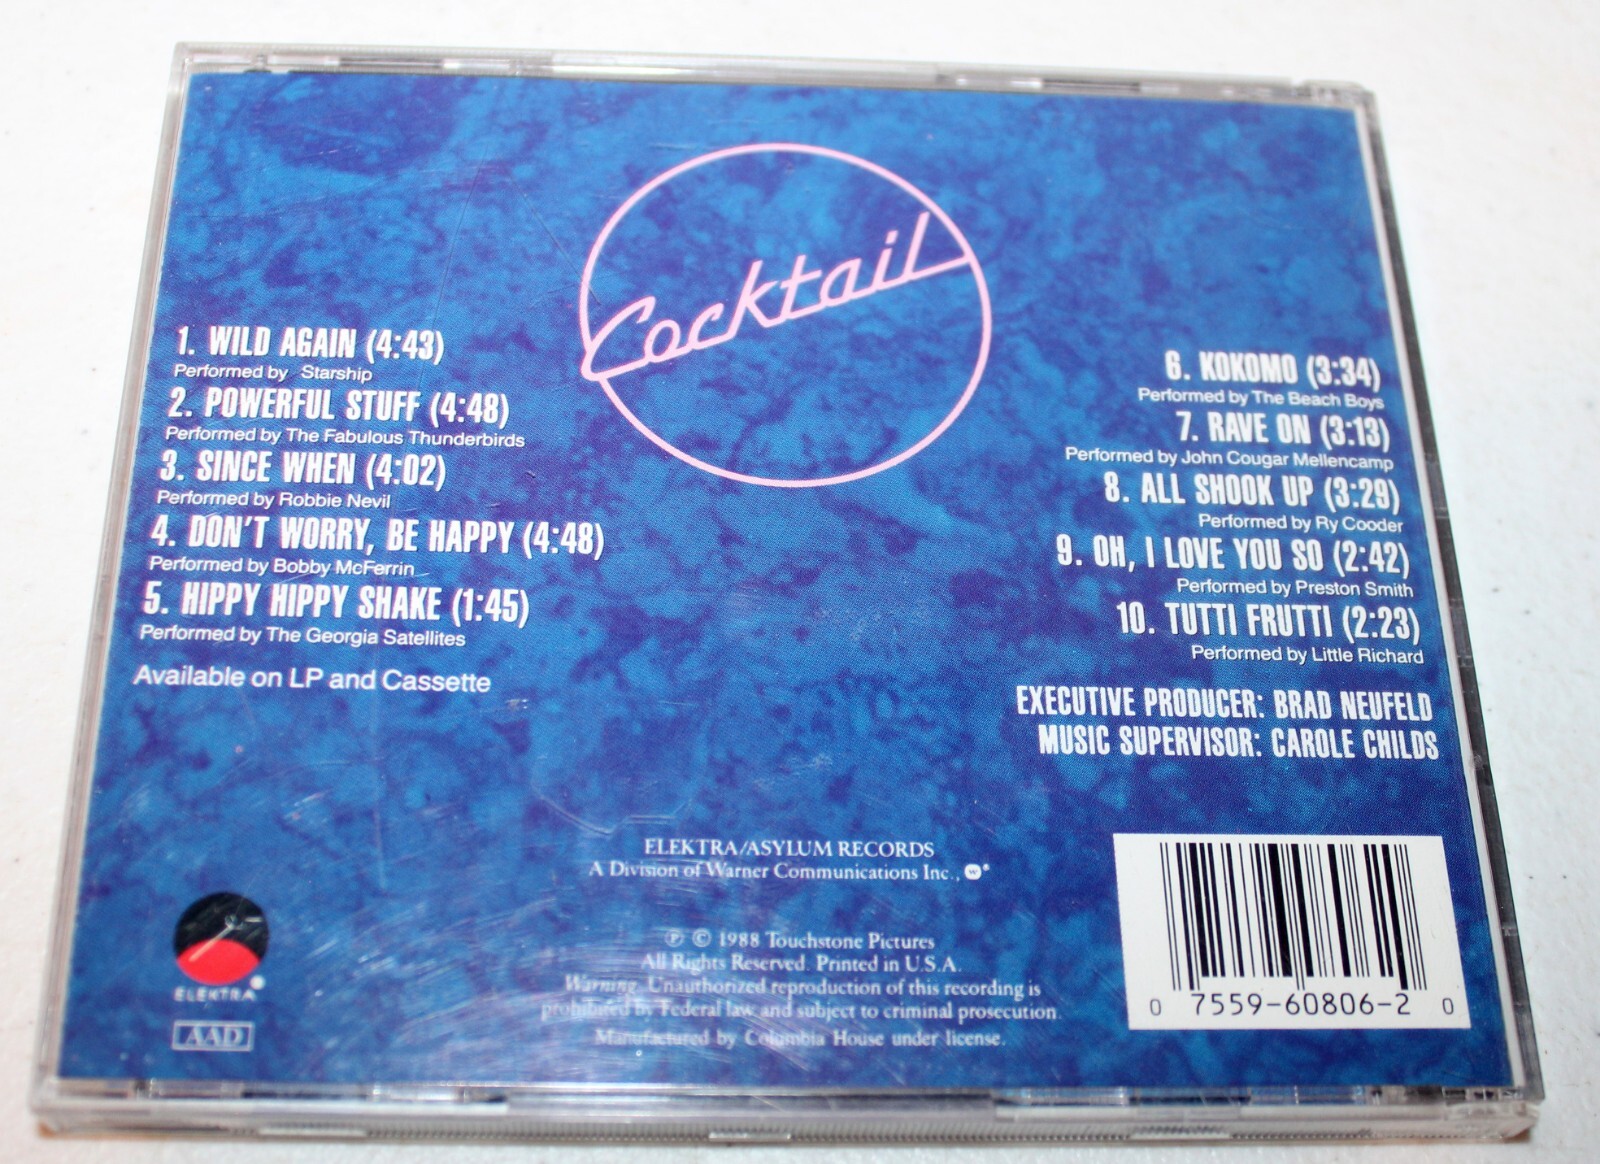 Cocktail
1. WILD AGAIN (4:43)
Performed by Starship
2. POWERFUL STUFF (4:48)
Performed by The Fabulous Thunderbirds
3. SINCE WHEN (4:02)
Performed by Robbie Nevil
4. DON'T WORRY, BE HAPPY (4:48)
Performed by Bobby McFerrin
5. HIPPY HIPPY SHAKE (1:45)
Performed by The Georgia Satellites
Available on LP and Cassette
6. KOKOMO (3:34)
Performed by The Beach Boys
7. RAVE ON (3:13)
Performed by John Cougar Mellencamp
8. ALL SHOOK UP (3:29)
Performed by Ry Cooder
9. OH, I LOVE YOU SO (2:42)
Performed by Preston Smith
10. TUTTI FRUTTI (2:23)
Performed by Little Richard
EXECUTIVE PRODUCER: BRAD NEUFELD
MUSIC SUPERVISOR: CAROLE CHILDS
ELEKTRA/ASYLUM RECORDS
A Division of Warner Communications Inc., W®
℗ © 1988 Touchstone Pictures
All Rights Reserved. Printed in U.S.A.
Warning: Unauthorized reproduction of this recording is
prohibited by Federal law and subject to criminal prosecution.
Manufactured by Columbia House under license.
ELEKTRA®
AAD
0 7559-60806-2 0